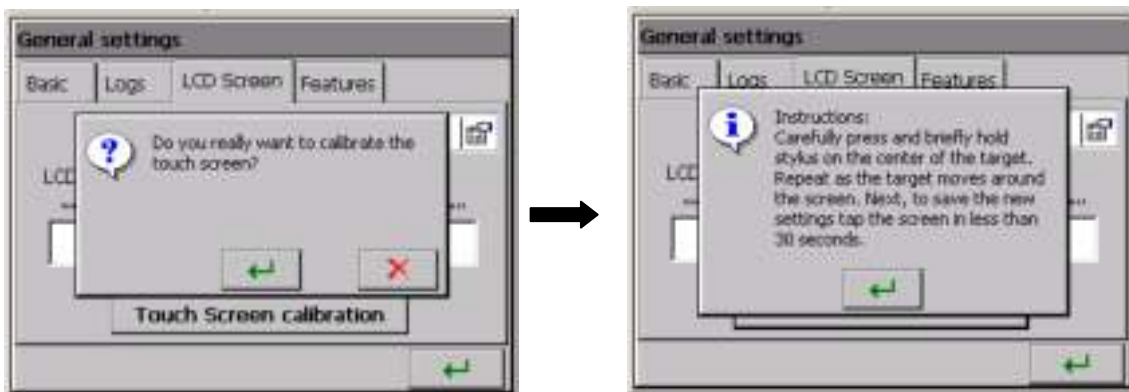 General settings
Basic Logs LCD Screen Features
Do you really want to calibrate the
touch screen?
LCD
Touch Screen calibration
General settings
Basic Logs LCD Screen Features
Instructions:
Carefully press and briefly hold
stylus on the center of the target.
Repeat as the target moves around
the screen. Next, to save the new
settings tap the screen in less than
30 seconds.
LCD